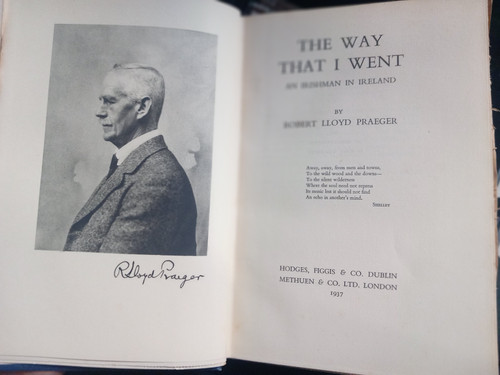 R Lloyd Praeger
THE WAY
THAT I WENT
AN IRISHMAN IN IRELAND
BY
ROBERT LLOYD PRAEGER
Away, away, from men and towns,
To the wild wood and the downs—
To the silent wilderness
Where the soul need not repress
Its music lest it should not find
An echo in another's mind.
SHELLEY
HODGES, FIGGIS & CO. DUBLIN
METHUEN & CO. LTD. LONDON
1937